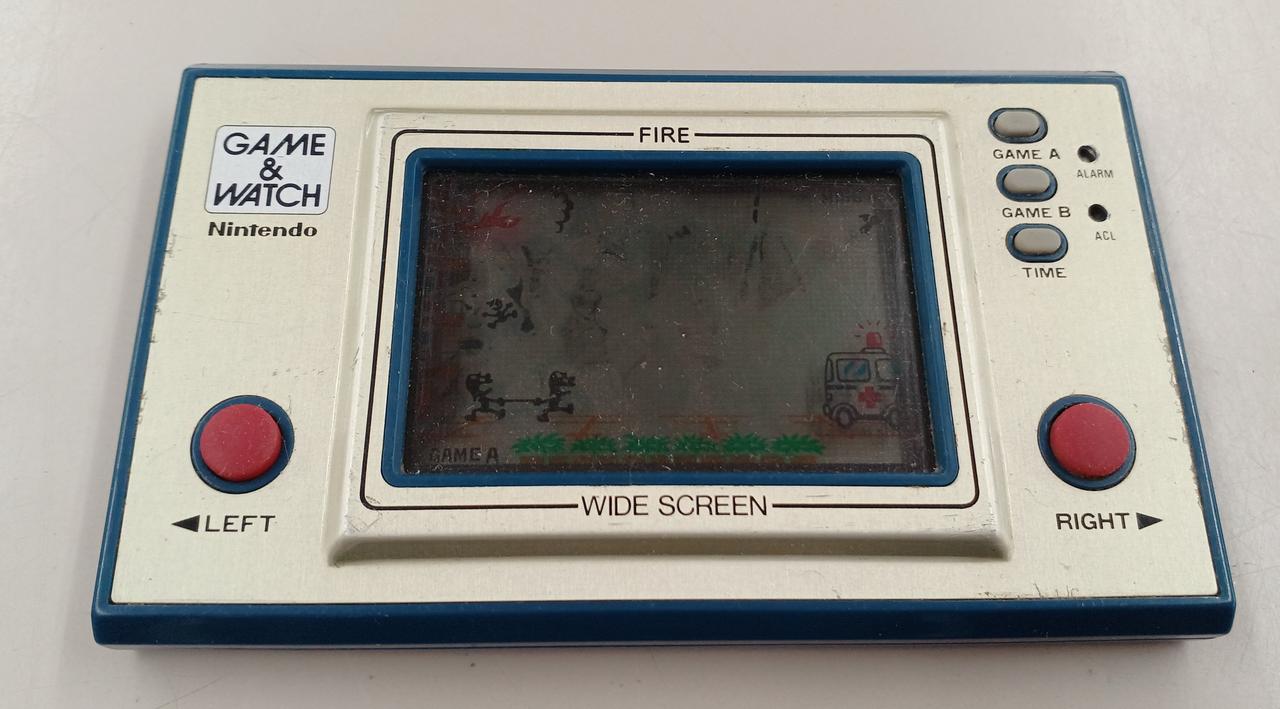 GAME
&
WATCH
Nintendo
FIRE
GAME A
ALARM
GAME B
ACL
TIME
GAME A
◀LEFT
WIDE SCREEN
RIGHT▶